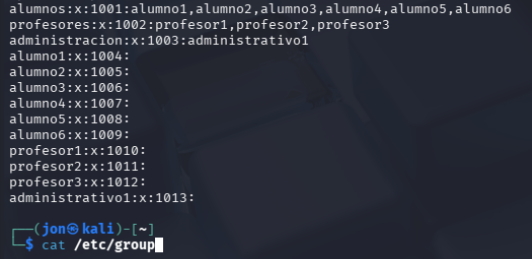 alumnos:x:1001:alumno1,alumno2,alumno3,alumno4,alumno5,alumno6
profesores:x:1002:profesor1,profesor2,profesor3
administracion:x:1003:administrativo1
alumno1:x:1004:
alumno2:x:1005:
alumno3:x:1006:
alumno4:x:1007:
alumno5:x:1008:
alumno6:x:1009:
profesor1:x:1010:
profesor2:x:1011:
profesor3:x:1012:
administrativo1:x:1013:
┌──(jon㉿kali)-[~]
└─$ cat /etc/group